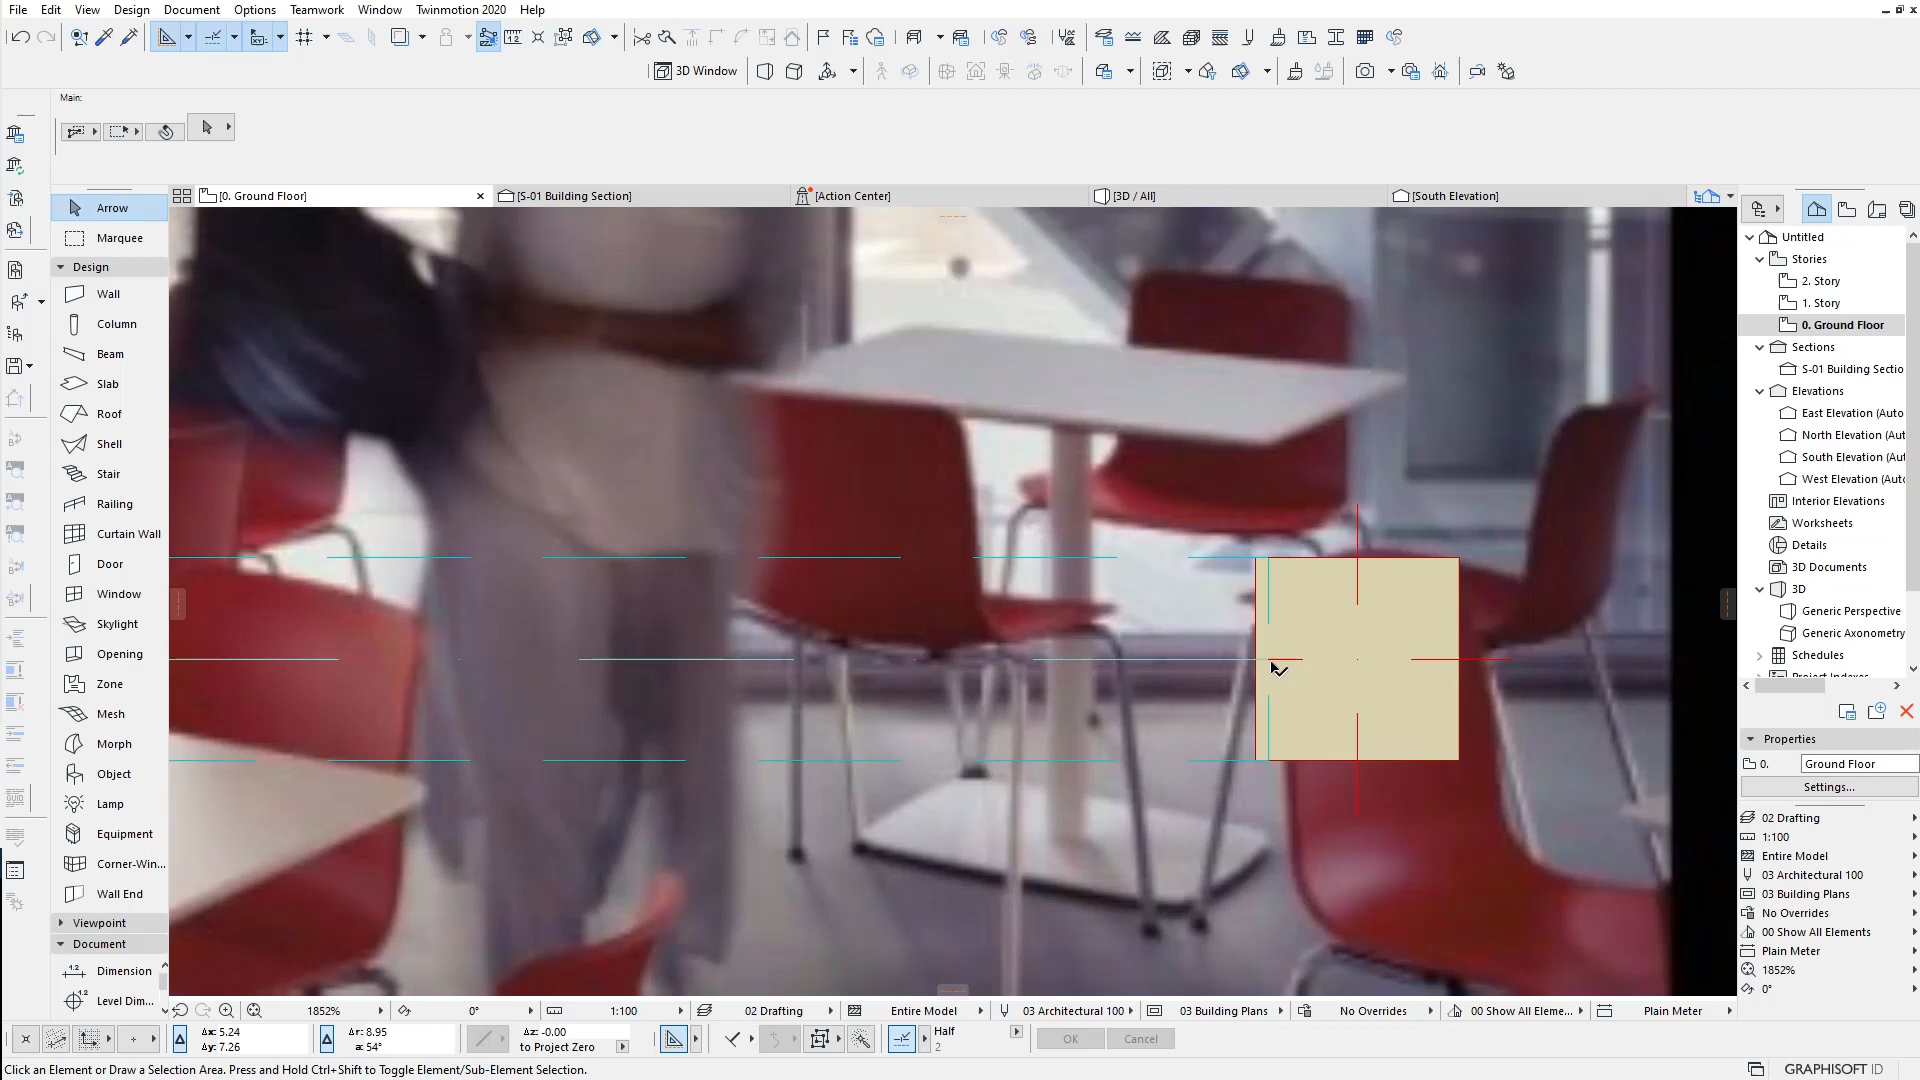 File Edit View Design Document Options Teamwork Window Twinmotion 2020 Help
3D Window
Main:
[0. Ground Floor] [S-01 Building Section] [Action Center] [3D / All] [South Elevation]
Arrow
Marquee
Design
Wall
Column
Beam
Slab
Roof
Shell
Stair
Railing
Curtain Wall
Door
Window
Skylight
Opening
Zone
Mesh
Morph
Object
Lamp
Equipment
Corner-Win...
Wall End
Viewpoint
Document
Dimension
Level Dim...
Untitled
Stories
2. Story
1. Story
0. Ground Floor
Sections
S-01 Building Sectio
Elevations
East Elevation (Auto
North Elevation (Aut
South Elevation (Aut
West Elevation (Auto
Interior Elevations
Worksheets
Details
3D Documents
3D
Generic Perspective
Generic Axonometry
Schedules
Project Indexes
Properties
0. Ground Floor
Settings...
02 Drafting
1:100
Entire Model
03 Architectural 100
03 Building Plans
No Overrides
00 Show All Elements
Plain Meter
1852%
0°
1852% 0° 1:100 02 Drafting Entire Model 03 Architectural 100 03 Building Plans No Overrides 00 Show All Eleme... Plain Meter
Δx: 5.24 Δr: 8.95 Δz: -0.00 Half
Δy: 7.26 a: 54° to Project Zero 2
OK Cancel
Click an Element or Draw a Selection Area. Press and Hold Ctrl+Shift to Toggle Element/Sub-Element Selection. GRAPHISOFT ID